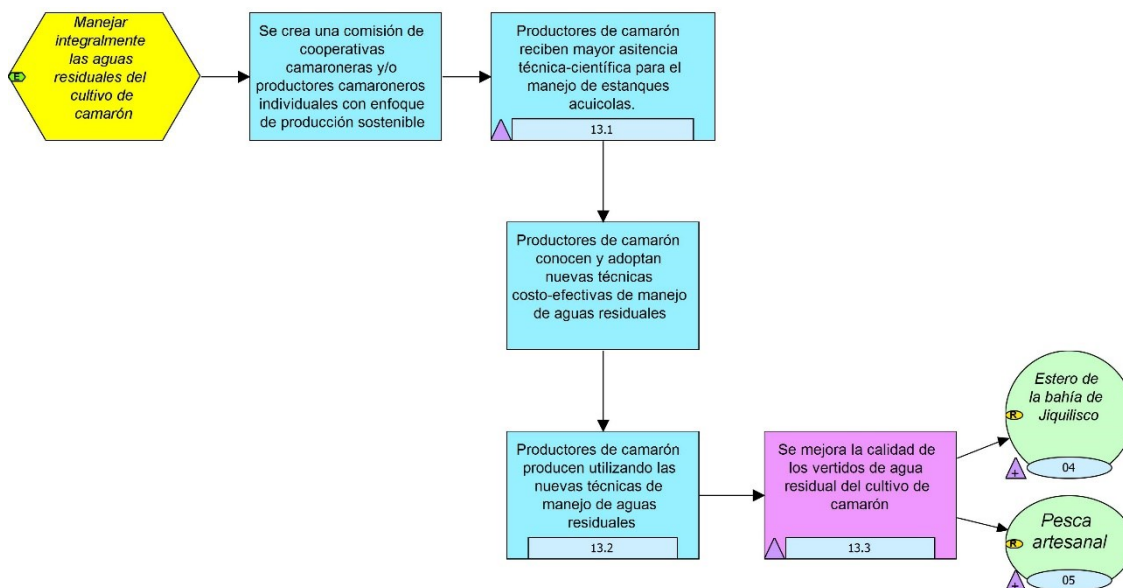 Manejar
integralmente
las aguas
residuales del
cultivo de
camarón
E
Se crea una comisión de
cooperativas
camaroneras y/o
productores camaroneros
individuales con enfoque
de producción sostenible
Productores de camarón
reciben mayor asitencia
técnica-científica para el
manejo de estanques
acuicolas.
13.1
Productores de camarón
conocen y adoptan
nuevas técnicas
costo-efectivas de manejo
de aguas residuales
Productores de camarón
producen utilizando las
nuevas técnicas de
manejo de aguas
residuales
13.2
Se mejora la calidad de
los vertidos de agua
residual del cultivo de
camarón
13.3
Estero de
la bahía de
Jiquilisco
R
+
04
Pesca
artesanal
R
+
05